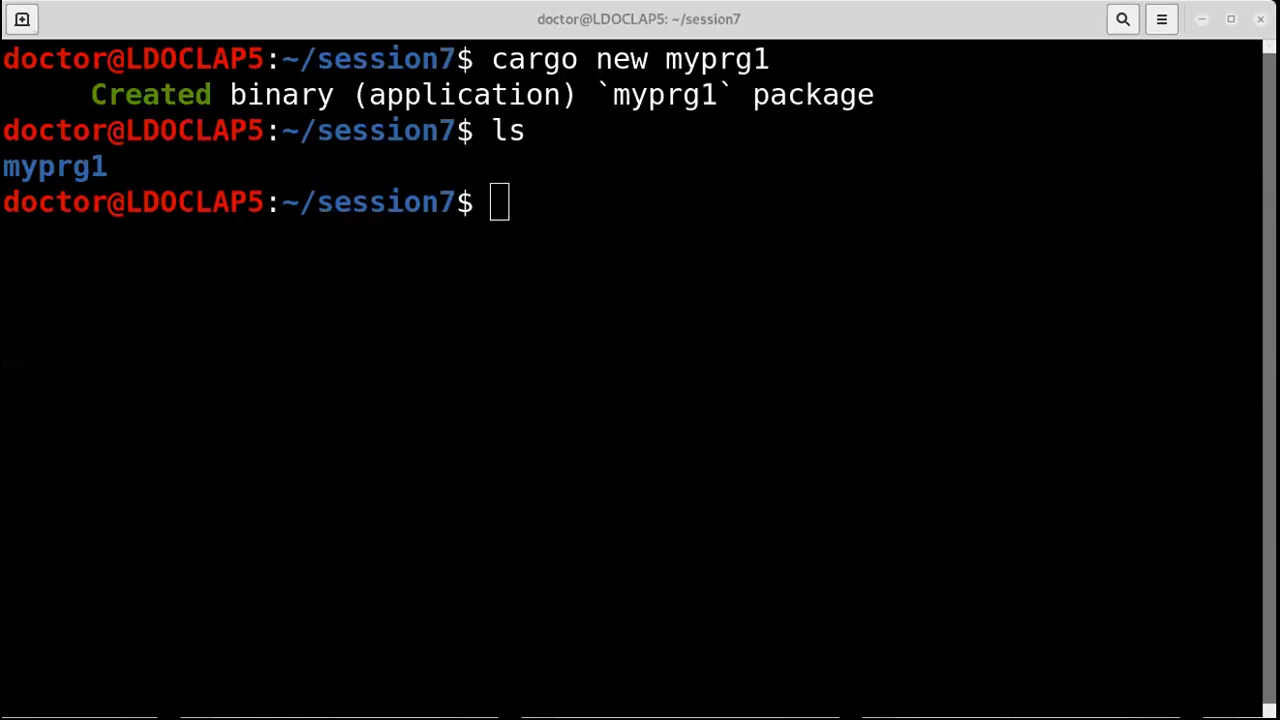 doctor@LDOCLAP5: ~/session7
doctor@LDOCLAP5:~/session7$ cargo new myprg1
     Created binary (application) `myprg1` package
doctor@LDOCLAP5:~/session7$ ls
myprg1
doctor@LDOCLAP5:~/session7$